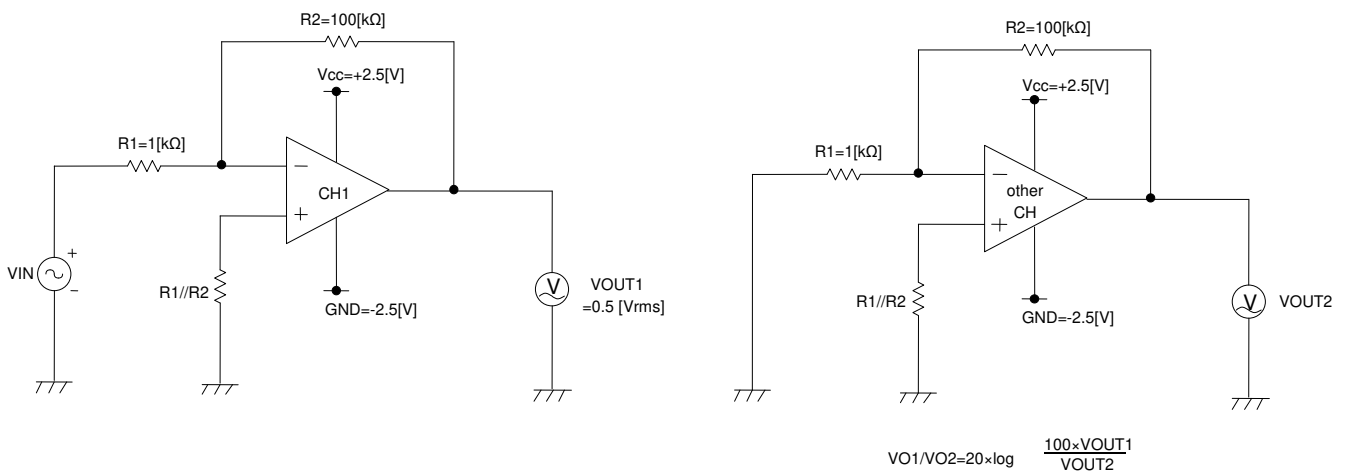 R2=100[kΩ]
Vcc=+2.5[V]
R1=1[kΩ]
−
CH1
+
VIN
+
−
R1//R2
GND=-2.5[V]
V
VOUT1
=0.5 [Vrms]
R2=100[kΩ]
Vcc=+2.5[V]
R1=1[kΩ]
−
other
CH
+
R1//R2
GND=-2.5[V]
V
VOUT2
VO1/VO2=20×log
100×VOUT1
VOUT2